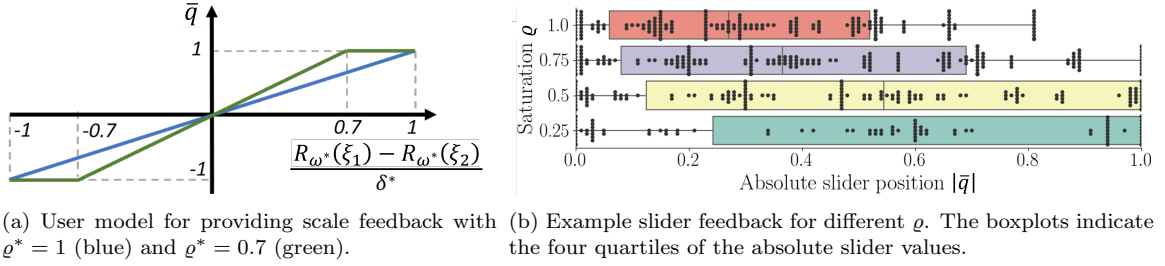 q̄
1
-1
-0.7
0.7
1
-1
R_ω*(ξ₁) − R_ω*(ξ₂)
δ*
Saturation ϱ
1.0
0.75
0.5
0.25
0.0
0.2
0.4
0.6
0.8
1.0
Absolute slider position |q̄|
(a) User model for providing scale feedback with
ϱ* = 1 (blue) and ϱ* = 0.7 (green).
(b) Example slider feedback for different ϱ. The boxplots indicate
the four quartiles of the absolute slider values.